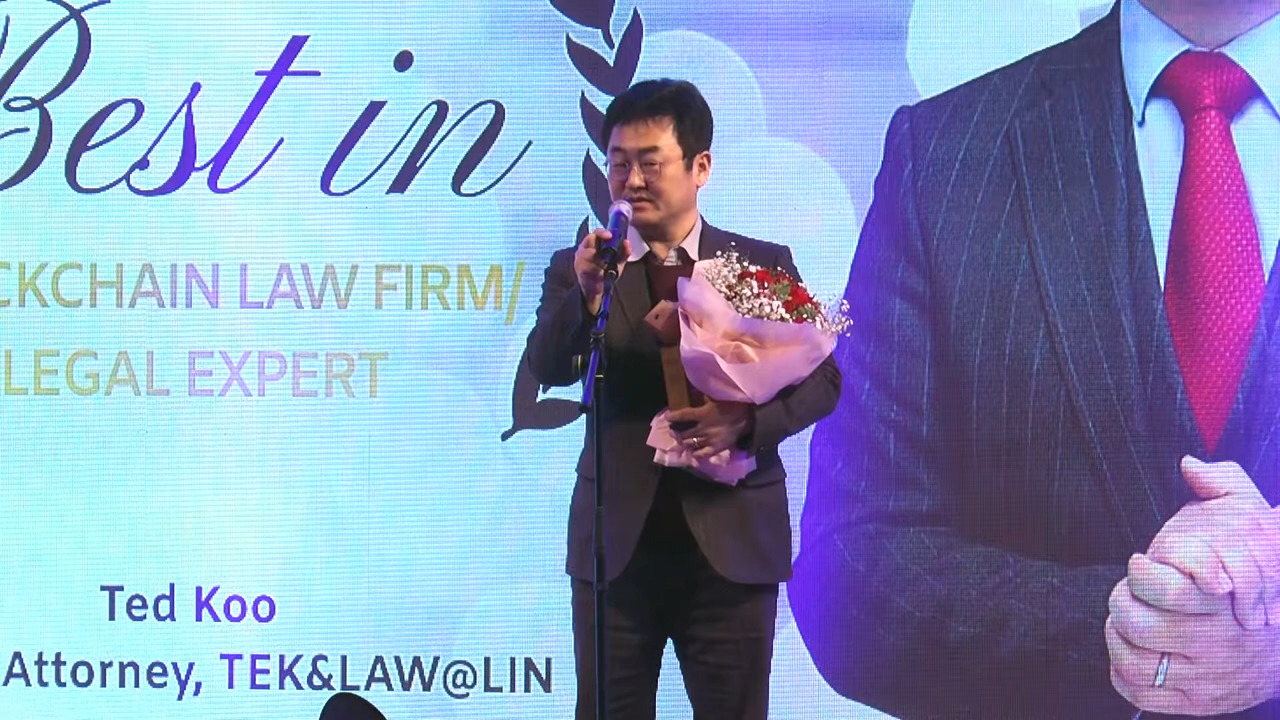 Best in
CKCHAIN LAW FIRM/
LEGAL EXPERT
Ted Koo
Attorney, TEK&LAW@LIN